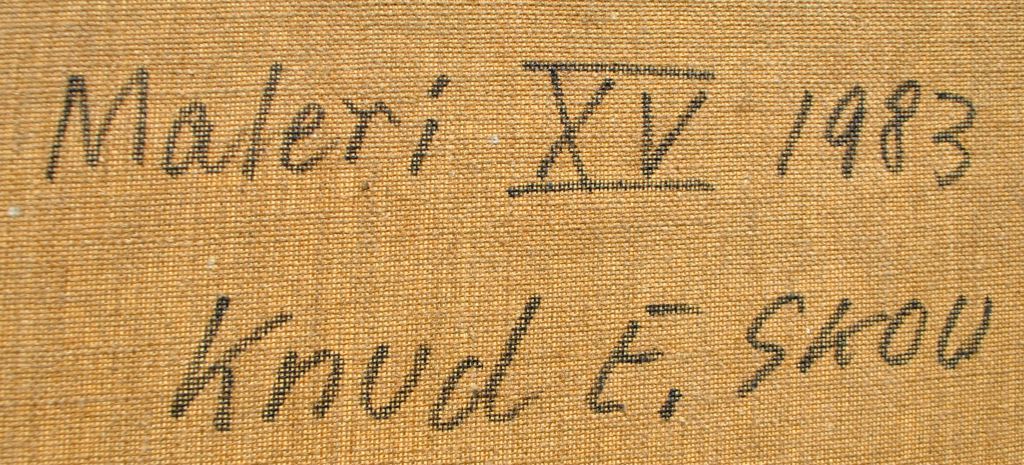 Maleri XV 1983
Knud E. SKOU